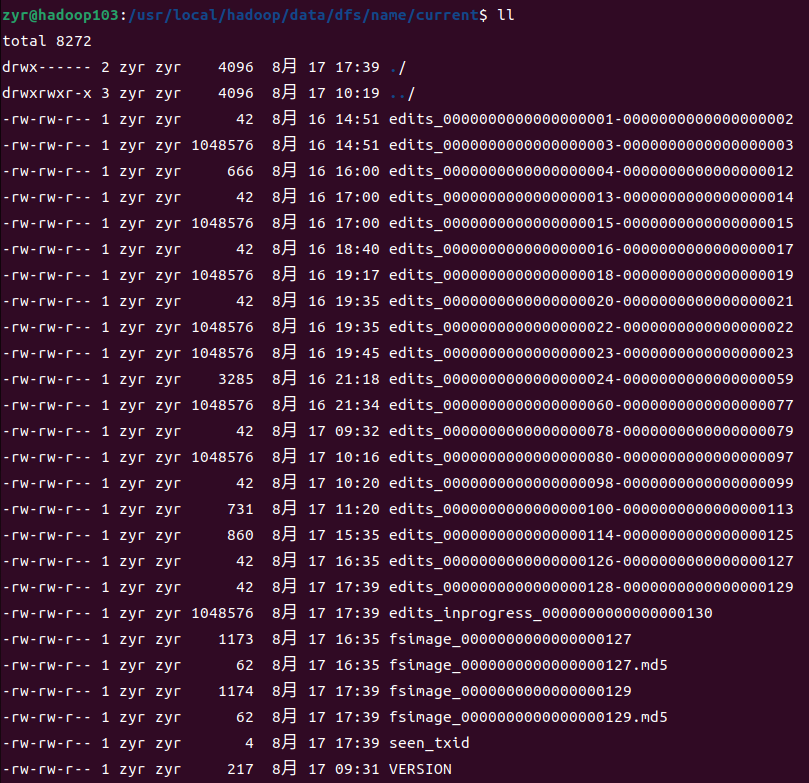 zyr@hadoop103:/usr/local/hadoop/data/dfs/name/current$ ll
total 8272
drwx------ 2 zyr zyr    4096  8月 17 17:39 ./
drwxrwxr-x 3 zyr zyr    4096  8月 17 10:19 ../
-rw-rw-r-- 1 zyr zyr      42  8月 16 14:51 edits_0000000000000000001-0000000000000000002
-rw-rw-r-- 1 zyr zyr 1048576  8月 16 14:51 edits_0000000000000000003-0000000000000000003
-rw-rw-r-- 1 zyr zyr     666  8月 16 16:00 edits_0000000000000000004-0000000000000000012
-rw-rw-r-- 1 zyr zyr      42  8月 16 17:00 edits_0000000000000000013-0000000000000000014
-rw-rw-r-- 1 zyr zyr 1048576  8月 16 17:00 edits_0000000000000000015-0000000000000000015
-rw-rw-r-- 1 zyr zyr      42  8月 16 18:40 edits_0000000000000000016-0000000000000000017
-rw-rw-r-- 1 zyr zyr 1048576  8月 16 19:17 edits_0000000000000000018-0000000000000000019
-rw-rw-r-- 1 zyr zyr      42  8月 16 19:35 edits_0000000000000000020-0000000000000000021
-rw-rw-r-- 1 zyr zyr 1048576  8月 16 19:35 edits_0000000000000000022-0000000000000000022
-rw-rw-r-- 1 zyr zyr 1048576  8月 16 19:45 edits_0000000000000000023-0000000000000000023
-rw-rw-r-- 1 zyr zyr    3285  8月 16 21:18 edits_0000000000000000024-0000000000000000059
-rw-rw-r-- 1 zyr zyr 1048576  8月 16 21:34 edits_0000000000000000060-0000000000000000077
-rw-rw-r-- 1 zyr zyr      42  8月 17 09:32 edits_0000000000000000078-0000000000000000079
-rw-rw-r-- 1 zyr zyr 1048576  8月 17 10:16 edits_0000000000000000080-0000000000000000097
-rw-rw-r-- 1 zyr zyr      42  8月 17 10:20 edits_0000000000000000098-0000000000000000099
-rw-rw-r-- 1 zyr zyr     731  8月 17 11:20 edits_0000000000000000100-0000000000000000113
-rw-rw-r-- 1 zyr zyr     860  8月 17 15:35 edits_0000000000000000114-0000000000000000125
-rw-rw-r-- 1 zyr zyr      42  8月 17 16:35 edits_0000000000000000126-0000000000000000127
-rw-rw-r-- 1 zyr zyr      42  8月 17 17:39 edits_0000000000000000128-0000000000000000129
-rw-rw-r-- 1 zyr zyr 1048576  8月 17 17:39 edits_inprogress_0000000000000000130
-rw-rw-r-- 1 zyr zyr    1173  8月 17 16:35 fsimage_0000000000000000127
-rw-rw-r-- 1 zyr zyr      62  8月 17 16:35 fsimage_0000000000000000127.md5
-rw-rw-r-- 1 zyr zyr    1174  8月 17 17:39 fsimage_0000000000000000129
-rw-rw-r-- 1 zyr zyr      62  8月 17 17:39 fsimage_0000000000000000129.md5
-rw-rw-r-- 1 zyr zyr       4  8月 17 17:39 seen_txid
-rw-rw-r-- 1 zyr zyr     217  8月 17 09:31 VERSION